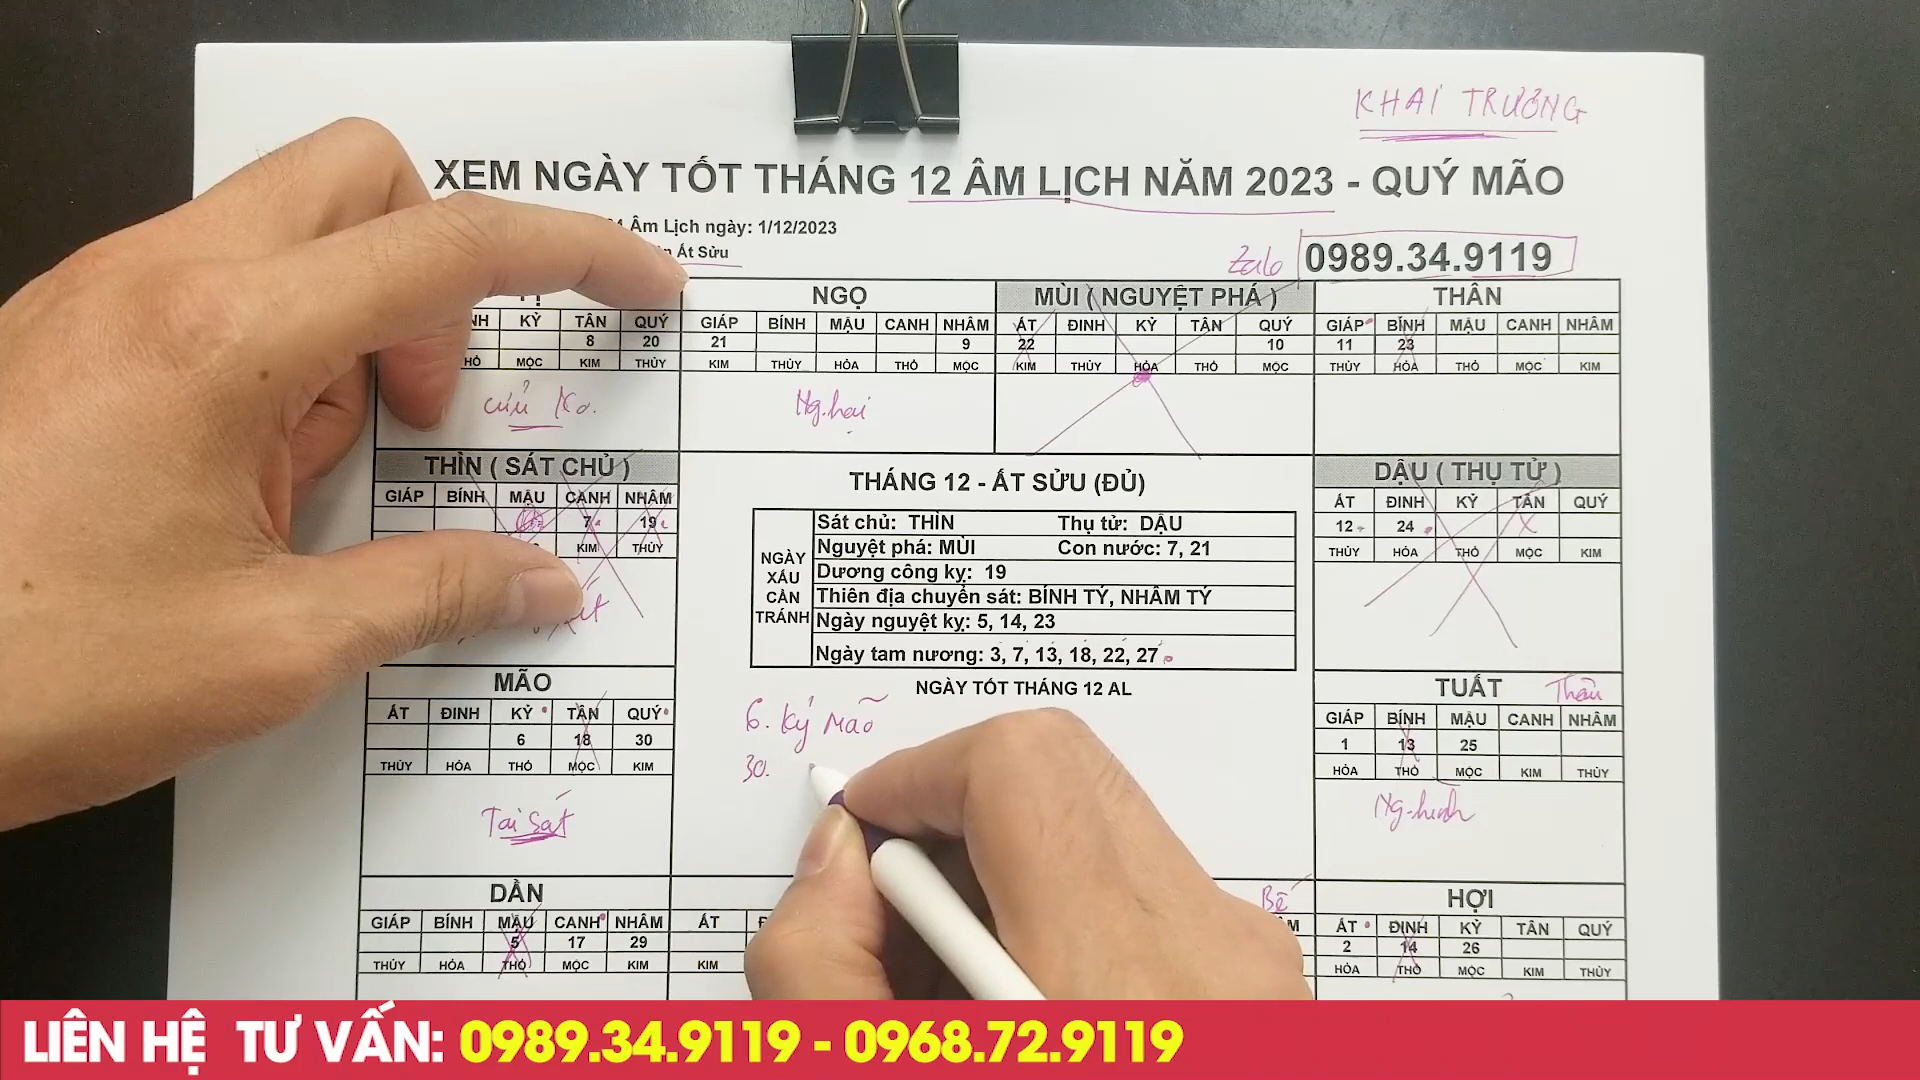 KHAI TRƯƠNG
XEM NGÀY TỐT THÁNG 12 ÂM LỊCH NĂM 2023 - QUÝ MÃO
Âm Lịch ngày: 1/12/2023
Ất Sửu
Zalo 0989.34.9119
NGỌ MÙI ( NGUYỆT PHÁ ) THÂN
KỶ TÂN QUÝ GIÁP BÍNH MẬU CANH NHÂM ẤT ĐINH KỶ TÂN QUÝ GIÁP BÍNH MẬU CANH NHÂM
8 20 21 9 22 10 11 23
MỘC KIM THỦY KIM THỦY HỎA THỔ MỘC KIM THỦY HỎA THỔ MỘC THỦY HỎA THỔ MỘC KIM
Ng.hại
THÌN ( SÁT CHỦ )
GIÁP BÍNH MẬU CANH NHÂM
7 19
KIM THỦY
THÁNG 12 - ẤT SỬU (ĐỦ)
NGÀY XẤU CẦN TRÁNH
Sát chủ: THÌN Thụ tử: DẬU
Nguyệt phá: MÙI Con nước: 7, 21
Dương công kỵ: 19
Thiên địa chuyển sát: BÍNH TÝ, NHÂM TÝ
Ngày nguyệt kỵ: 5, 14, 23
Ngày tam nương: 3, 7, 13, 18, 22, 27
DẬU ( THỤ TỬ )
ẤT ĐINH KỶ TÂN QUÝ
12 24
THỦY HỎA THỔ MỘC KIM
MÃO
ẤT ĐINH KỶ TÂN QUÝ
6 18 30
THỦY HỎA THỔ MỘC KIM
Tai Sát
NGÀY TỐT THÁNG 12 AL
6. Kỷ Mão
30.
TUẤT
GIÁP BÍNH MẬU CANH NHÂM
1 13 25
HỎA THỔ MỘC KIM THỦY
DẦN
GIÁP BÍNH MẬU CANH NHÂM
5 17 29
THỦY HỎA THỔ MỘC KIM
ẤT
KIM
Bế
HỢI
ẤT ĐINH KỶ TÂN QUÝ
2 14 26
HỎA THỔ MỘC KIM THỦY
LIÊN HỆ TƯ VẤN: 0989.34.9119 - 0968.72.9119